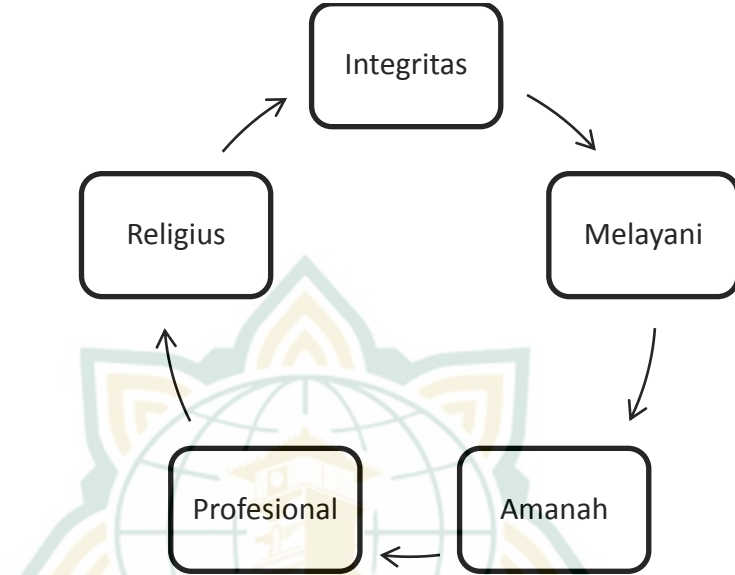 Integritas
Melayani
Amanah
Profesional
Religius